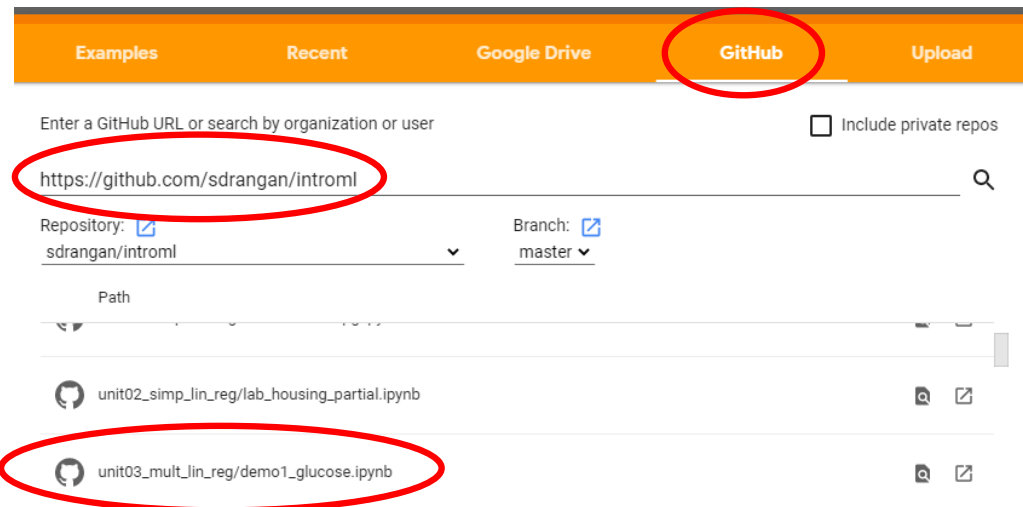 Examples Recent Google Drive GitHub Upload
Enter a GitHub URL or search by organization or user Include private repos
https://github.com/sdrangan/introml
Repository: Branch:
sdrangan/introml master
Path
unit02_simp_lin_reg/lab_housing_partial.ipynb
unit03_mult_lin_reg/demo1_glucose.ipynb